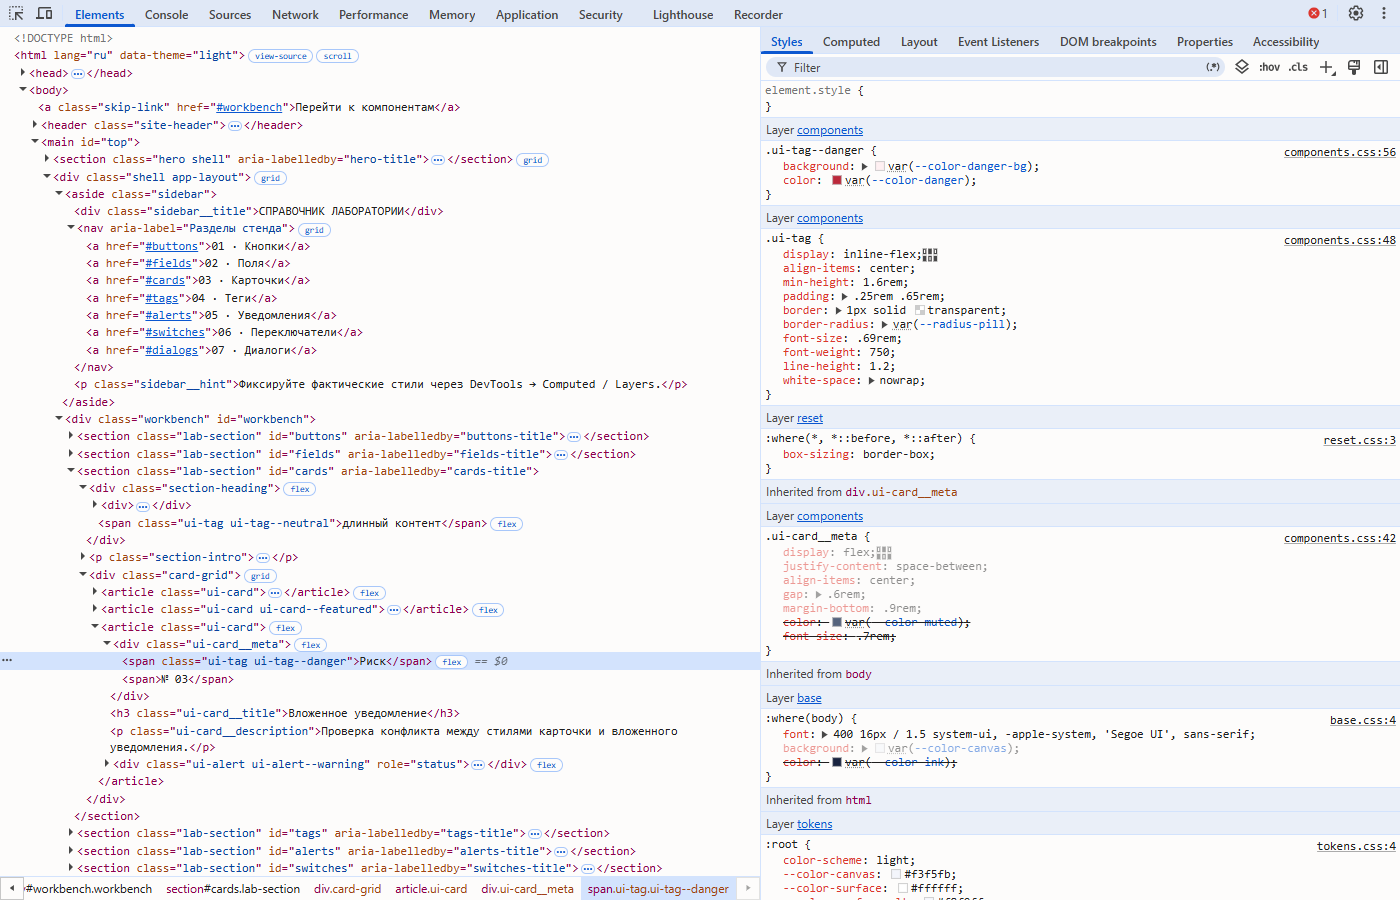 Elements Console Sources Network Performance Memory Application Security Lighthouse Recorder 1
<!DOCTYPE html>
<html lang="ru" data-theme="light"> view-source scroll
<head> ⋯ </head>
<body>
<a class="skip-link" href="#workbench">Перейти к компонентам</a>
<header class="site-header"> ⋯ </header>
<main id="top">
<section class="hero shell" aria-labelledby="hero-title"> ⋯ </section> grid
<div class="shell app-layout"> grid
<aside class="sidebar">
<div class="sidebar__title">СПРАВОЧНИК ЛАБОРАТОРИИ</div>
<nav aria-label="Разделы стенда"> grid
<a href="#buttons">01 · Кнопки</a>
<a href="#fields">02 · Поля</a>
<a href="#cards">03 · Карточки</a>
<a href="#tags">04 · Теги</a>
<a href="#alerts">05 · Уведомления</a>
<a href="#switches">06 · Переключатели</a>
<a href="#dialogs">07 · Диалоги</a>
</nav>
<p class="sidebar__hint">Фиксируйте фактические стили через DevTools → Computed / Layers.</p>
</aside>
<div class="workbench" id="workbench">
<section class="lab-section" id="buttons" aria-labelledby="buttons-title"> ⋯ </section>
<section class="lab-section" id="fields" aria-labelledby="fields-title"> ⋯ </section>
<section class="lab-section" id="cards" aria-labelledby="cards-title">
<div class="section-heading"> flex
<div> ⋯ </div>
<span class="ui-tag ui-tag--neutral">длинный контент</span> flex
</div>
<p class="section-intro"> ⋯ </p>
<div class="card-grid"> grid
<article class="ui-card"> ⋯ </article> flex
<article class="ui-card ui-card--featured"> ⋯ </article> flex
<article class="ui-card"> flex
<div class="ui-card__meta"> flex
<span class="ui-tag ui-tag--danger">Риск</span> flex == $0
<span>№ 03</span>
</div>
<h3 class="ui-card__title">Вложенное уведомление</h3>
<p class="ui-card__description">Проверка конфликта между стилями карточки и вложенного
уведомления.</p>
<div class="ui-alert ui-alert--warning" role="status"> ⋯ </div> flex
</article>
</div>
</section>
<section class="lab-section" id="tags" aria-labelledby="tags-title"> ⋯ </section>
<section class="lab-section" id="alerts" aria-labelledby="alerts-title"> ⋯ </section>
<section class="lab-section" id="switches" aria-labelledby="switches-title"> ⋯ </section>
#workbench.workbench section#cards.lab-section div.card-grid article.ui-card div.ui-card__meta span.ui-tag.ui-tag--danger
Styles Computed Layout Event Listeners DOM breakpoints Properties Accessibility
Filter (.*) :hov .cls
element.style {
}
Layer components
.ui-tag--danger { components.css:56
background: var(--color-danger-bg);
color: var(--color-danger);
}
Layer components
.ui-tag { components.css:48
display: inline-flex;
align-items: center;
min-height: 1.6rem;
padding: .25rem .65rem;
border: 1px solid transparent;
border-radius: var(--radius-pill);
font-size: .69rem;
font-weight: 750;
line-height: 1.2;
white-space: nowrap;
}
Layer reset
:where(*, *::before, *::after) { reset.css:3
box-sizing: border-box;
}
Inherited from div.ui-card__meta
Layer components
.ui-card__meta { components.css:42
display: flex;
justify-content: space-between;
align-items: center;
gap: .6rem;
margin-bottom: .9rem;
color: var(--color-muted);
font-size: .7rem;
}
Inherited from body
Layer base
:where(body) { base.css:4
font: 400 16px / 1.5 system-ui, -apple-system, 'Segoe UI', sans-serif;
background: var(--color-canvas);
color: var(--color-ink);
}
Inherited from html
Layer tokens
:root { tokens.css:4
color-scheme: light;
--color-canvas: #f3f5fb;
--color-surface: #ffffff;